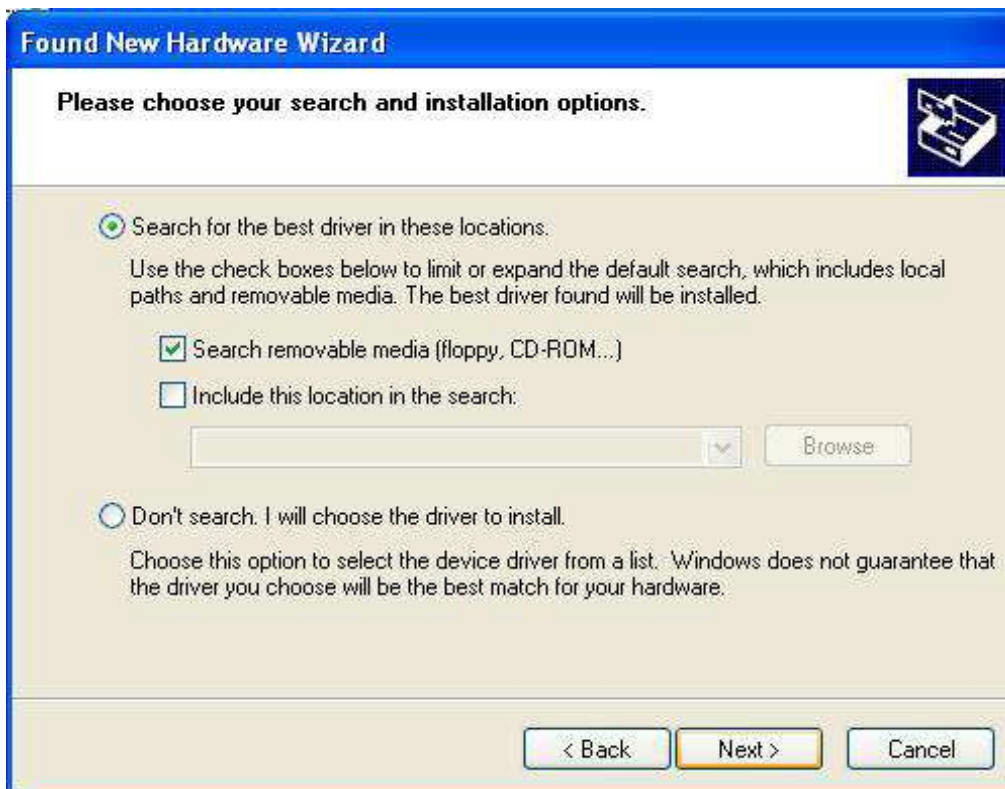 Found New Hardware Wizard
Please choose your search and installation options.
Search for the best driver in these locations.
Use the check boxes below to limit or expand the default search, which includes local
paths and removable media. The best driver found will be installed.
Search removable media (floppy, CD-ROM...)
Include this location in the search:
Browse
Don't search. I will choose the driver to install.
Choose this option to select the device driver from a list. Windows does not guarantee that
the driver you choose will be the best match for your hardware.
< Back Next > Cancel